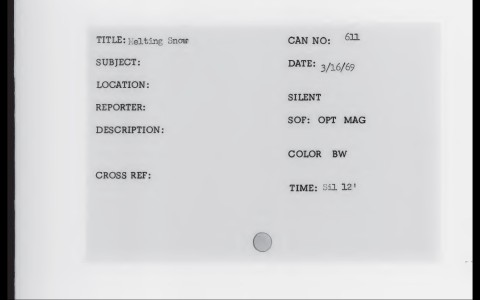 TITLE: Melting Snow
SUBJECT:
LOCATION:
REPORTER:
DESCRIPTION:
CROSS REF:
CAN NO: 611
DATE: 3/16/69
SILENT
SOF: OPT MAG
COLOR BW
TIME: Sil 12'